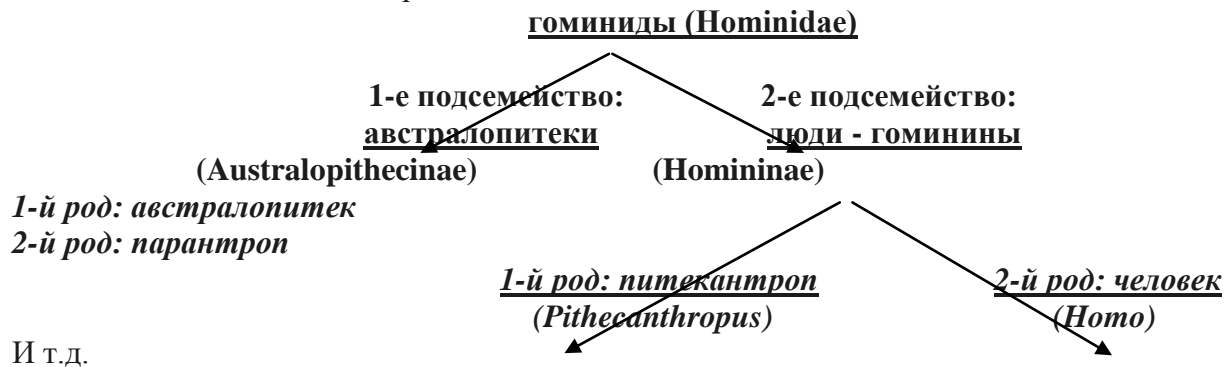 гоминиды (Hominidae)
1-е подсемейство: 2-е подсемейство:
австралопитеки люди - гоминины
(Australopithecinae) (Homininae)
1-й род: австралопитек
2-й род: парантроп
1-й род: питекантроп 2-й род: человек
(Pithecanthropus) (Homo)
И т.д.